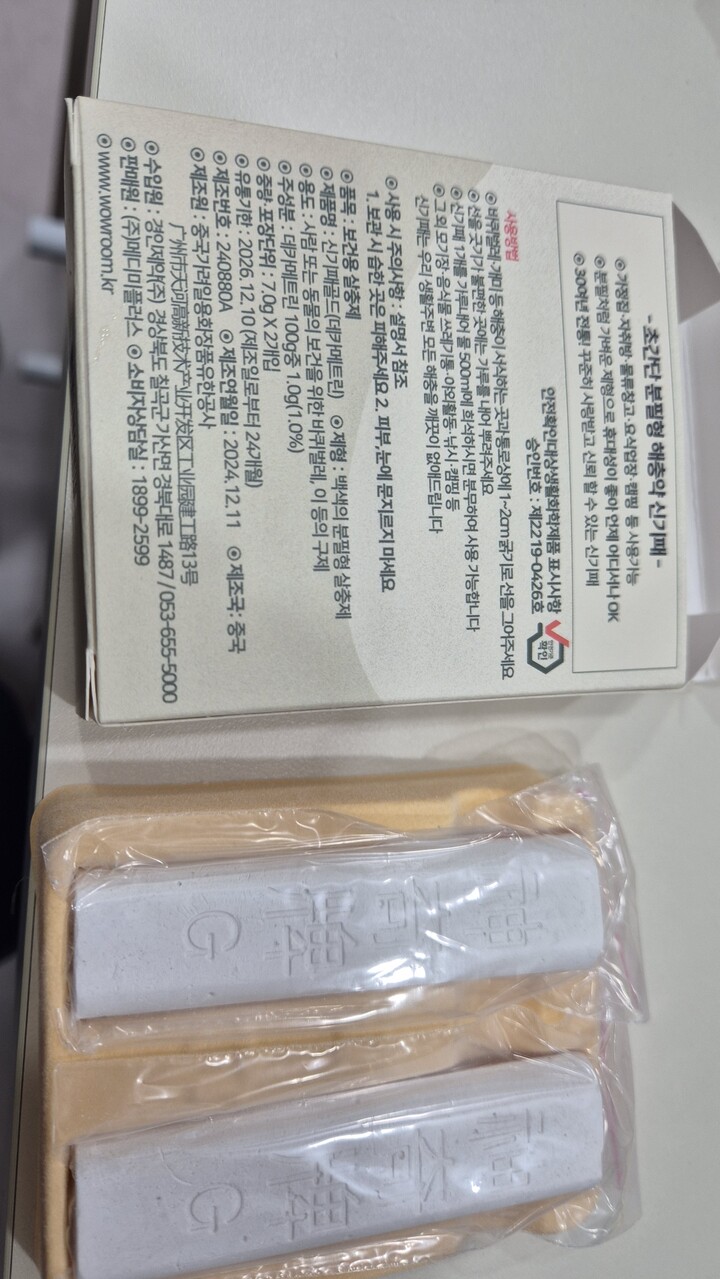 - 초간단 분필형 해충약 신기패 -
◉ 가정집·자취방·물류창고·요식업장·캠핑 등 사용가능
◉ 분필처럼 가벼운 제형으로 휴대성이 좋아 언제 어디서나 OK
◉ 30여년 전통! 꾸준히 사랑받고 신뢰 할 수 있는 신기패
안전확인대상생활화학제품 표시사항
승인번호 : 제2219-0426호
확인
사용방법
◉ 바퀴벌레·개미 등 해충이 서식하는 곳과 통로상에 1~2cm 굵기로 선을 그어주세요
◉ 선을 긋기가 불편한 곳에는 가루를 내어 뿌려주세요
◉ 신기패 1개를 가루내어 물 500ml에 희석하시면 분무하여 사용 가능합니다
◉ 그 외 모기장·음식물 쓰레기통·야외활동·낚시·캠핑 등
신기패는 우리 생활주변 모든 해충을 깨끗이 없애드립니다
◉ 사용 시 주의사항 : 설명서 참조
1. 보관 시 습한 곳은 피해주세요 2. 피부, 눈에 문지르지 마세요.
◉ 품목 : 보건용 살충제
◉ 제품명 : 신기패골드(데카메트린) ◉ 제형 : 백색의 분필형 살충제
◉ 용도 : 사람 또는 동물의 보건을 위한 바퀴벌레, 이 등의 구제
◉ 주성분 : 데카메트린 100g중 1.0g(1.0%)
◉ 중량·포장단위 : 7.0g X 2개입
◉ 유통기한 : 2026.12.10 (제조일로부터 24개월)
◉ 제조번호 : 240880A ◉ 제조연월일 : 2024.12.11 ◉ 제조국 : 중국
◉ 제조원 : 중국가려일용화장품유한공사
广州市天河高新技术产业开发区工业园建工路13号
◉ 수입원 : 경인제약(주) 경상북도 칠곡군 가산면 경북대로 1487 / 053-655-5000
◉ 판매원 : (주)메디미플러스 ◉ 소비자상담실 : 1899-2599
◉ www.wowroom.kr
神奇唪 G
神奇唪 G